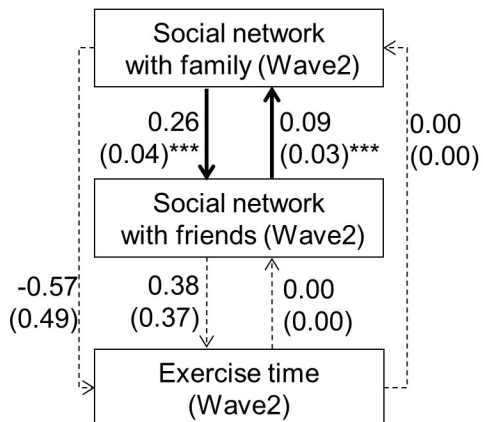 Social network
with family (Wave2)
0.26
(0.04)***
0.09
(0.03)***
0.00
(0.00)
Social network
with friends (Wave2)
-0.57
(0.49)
0.38
(0.37)
0.00
(0.00)
Exercise time
(Wave2)